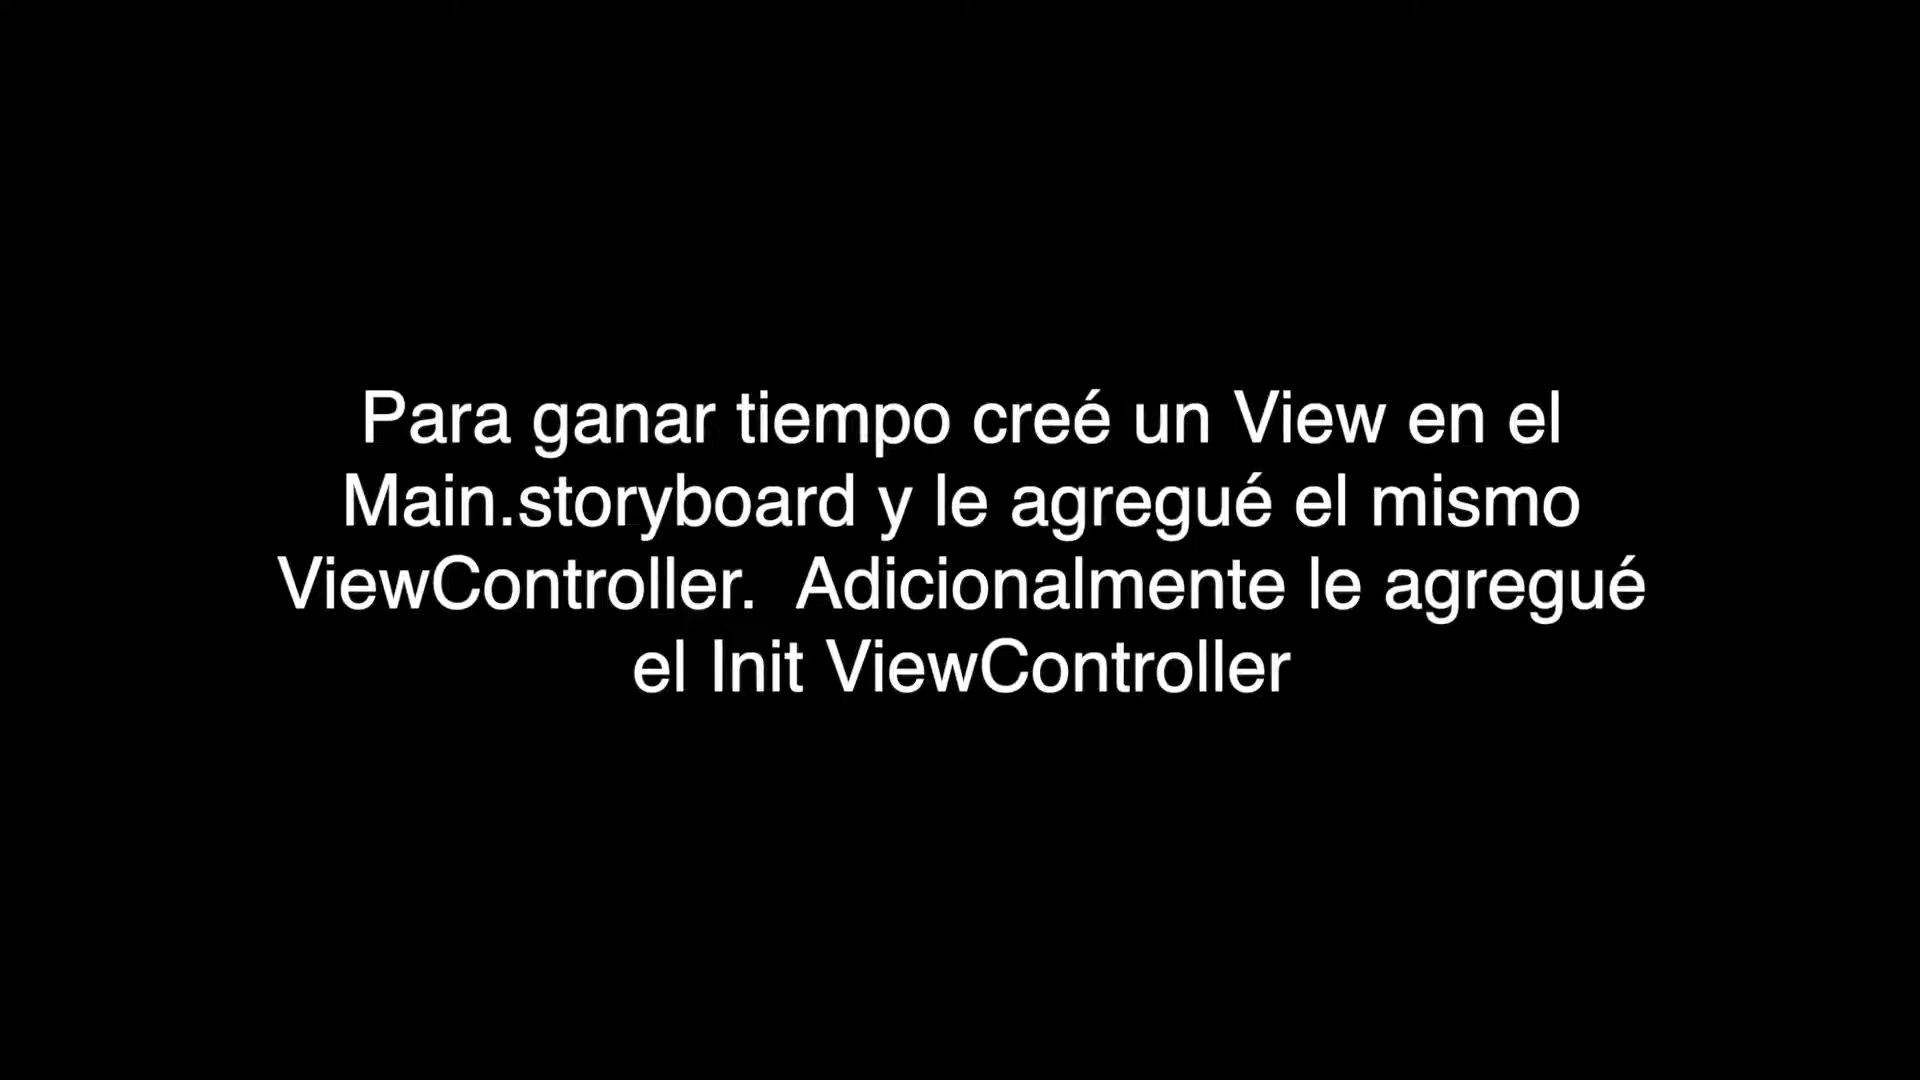 Para ganar tiempo creé un View en el
Main.storyboard y le agregué el mismo
ViewController.  Adicionalmente le agregué
el Init ViewController